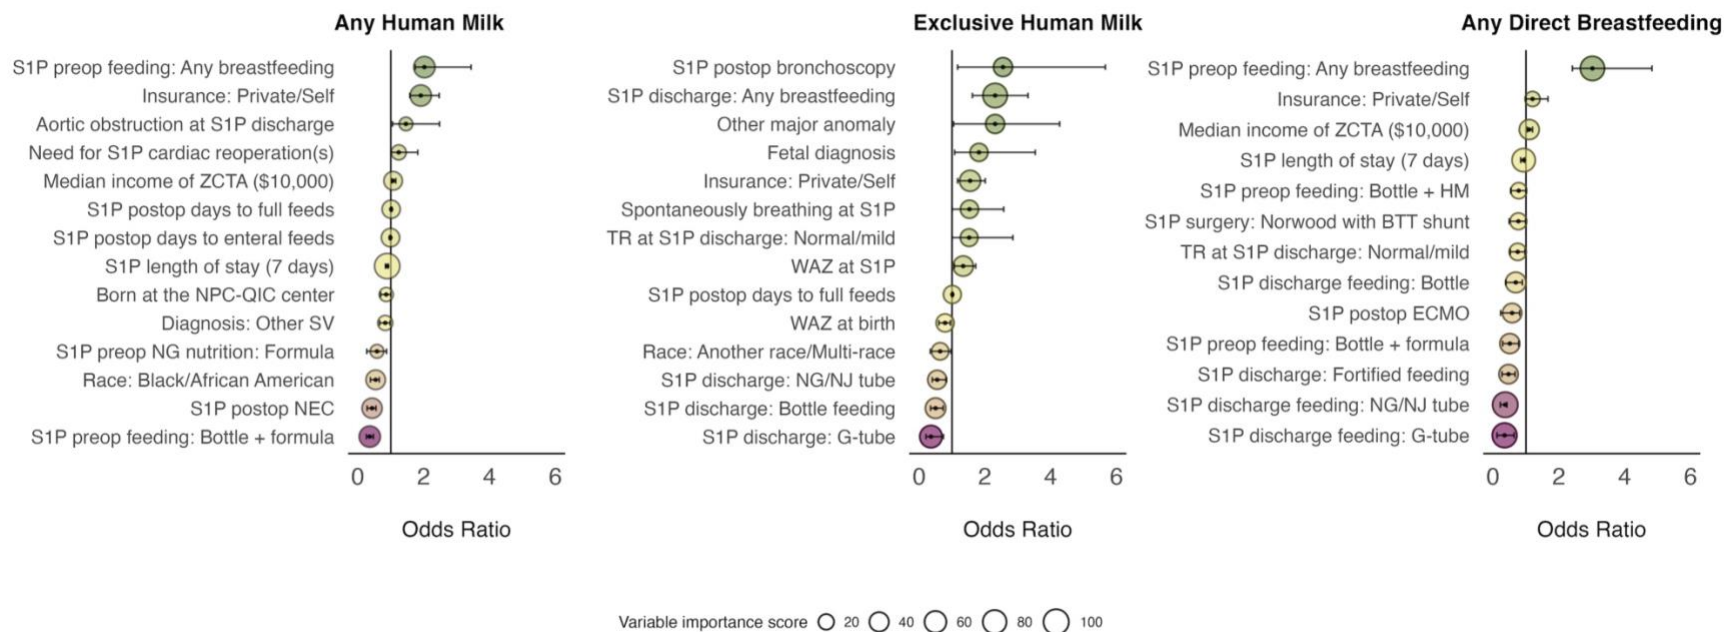 Any Human Milk
S1P preop feeding: Any breastfeeding
Insurance: Private/Self
Aortic obstruction at S1P discharge
Need for S1P cardiac reoperation(s)
Median income of ZCTA ($10,000)
S1P postop days to full feeds
S1P postop days to enteral feeds
S1P length of stay (7 days)
Born at the NPC-QIC center
Diagnosis: Other SV
S1P preop NG nutrition: Formula
Race: Black/African American
S1P postop NEC
S1P preop feeding: Bottle + formula
0 2 4 6
Odds Ratio
Exclusive Human Milk
S1P postop bronchoscopy
S1P discharge: Any breastfeeding
Other major anomaly
Fetal diagnosis
Insurance: Private/Self
Spontaneously breathing at S1P
TR at S1P discharge: Normal/mild
WAZ at S1P
S1P postop days to full feeds
WAZ at birth
Race: Another race/Multi-race
S1P discharge: NG/NJ tube
S1P discharge: Bottle feeding
S1P discharge: G-tube
0 2 4 6
Odds Ratio
Any Direct Breastfeeding
S1P preop feeding: Any breastfeeding
Insurance: Private/Self
Median income of ZCTA ($10,000)
S1P length of stay (7 days)
S1P preop feeding: Bottle + HM
S1P surgery: Norwood with BTT shunt
TR at S1P discharge: Normal/mild
S1P discharge feeding: Bottle
S1P postop ECMO
S1P preop feeding: Bottle + formula
S1P discharge: Fortified feeding
S1P discharge feeding: NG/NJ tube
S1P discharge feeding: G-tube
0 2 4 6
Odds Ratio
Variable importance score 20 40 60 80 100